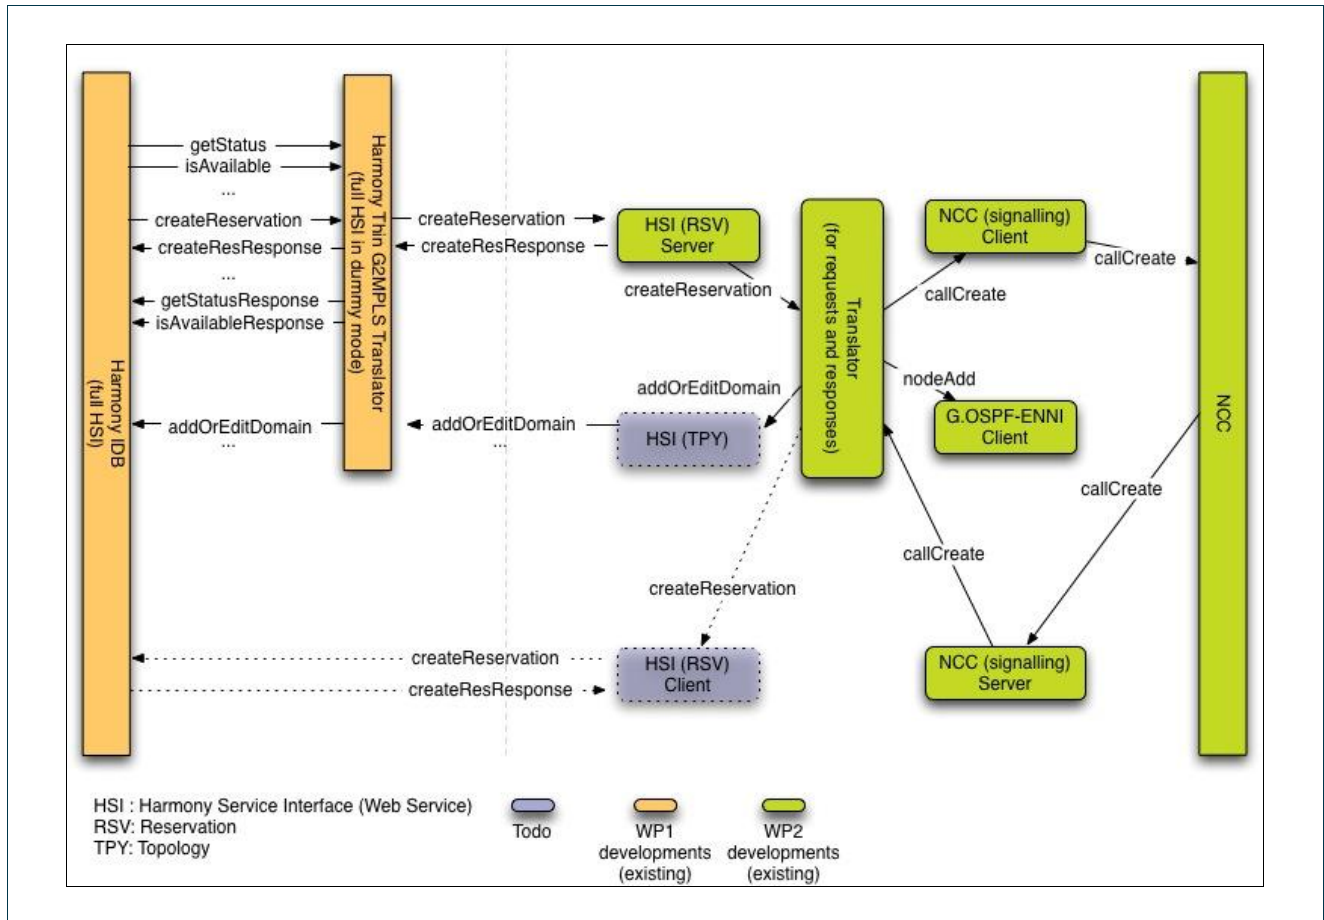 getStatus
isAvailable
...
createReservation
createResResponse
...
getStatusResponse
isAvailableResponse
addOrEditDomain
...
Harmony IDB
(full HSI)
Harmony Thin G2MPLS Translator
(full HSI in dummy mode)
createReservation
createResResponse
addOrEditDomain
...
HSI (RSV)
Server
createReservation
addOrEditDomain
HSI (TPY)
Translator
(for requests and responses)
NCC (signalling)
Client
callCreate
callCreate
nodeAdd
G.OSPF-ENNI
Client
NCC
callCreate
callCreate
createReservation
createReservation
createResResponse
HSI (RSV)
Client
NCC (signalling)
Server
HSI : Harmony Service Interface (Web Service)
RSV: Reservation
TPY: Topology
Todo
WP1
developments
(existing)
WP2
developments
(existing)